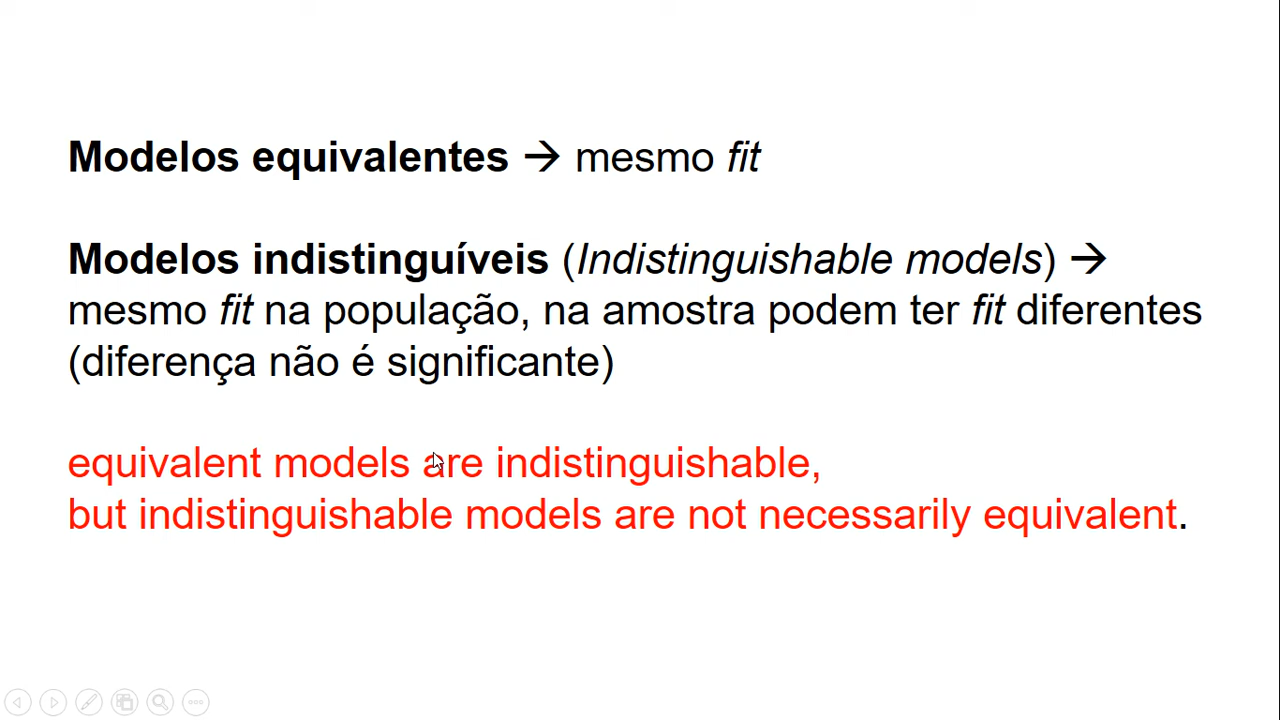 Modelos equivalentes → mesmo fit
Modelos indistinguíveis (Indistinguishable models) →
mesmo fit na população, na amostra podem ter fit diferentes
(diferença não é significante)
equivalent models are indistinguishable,
but indistinguishable models are not necessarily equivalent.